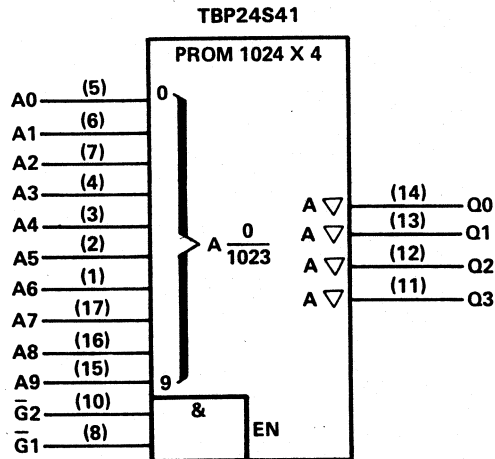 TBP24S41
PROM 1024 X 4
A0 (5) 0
A1 (6)
A2 (7)
A3 (4)
A4 (3)
A5 (2)
A6 (1)
A7 (17)
A8 (16)
A9 (15) 9
G̅2 (10)
G̅1 (8)
A 0/1023
& EN
A ▽ (14) Q0
A ▽ (13) Q1
A ▽ (12) Q2
A ▽ (11) Q3